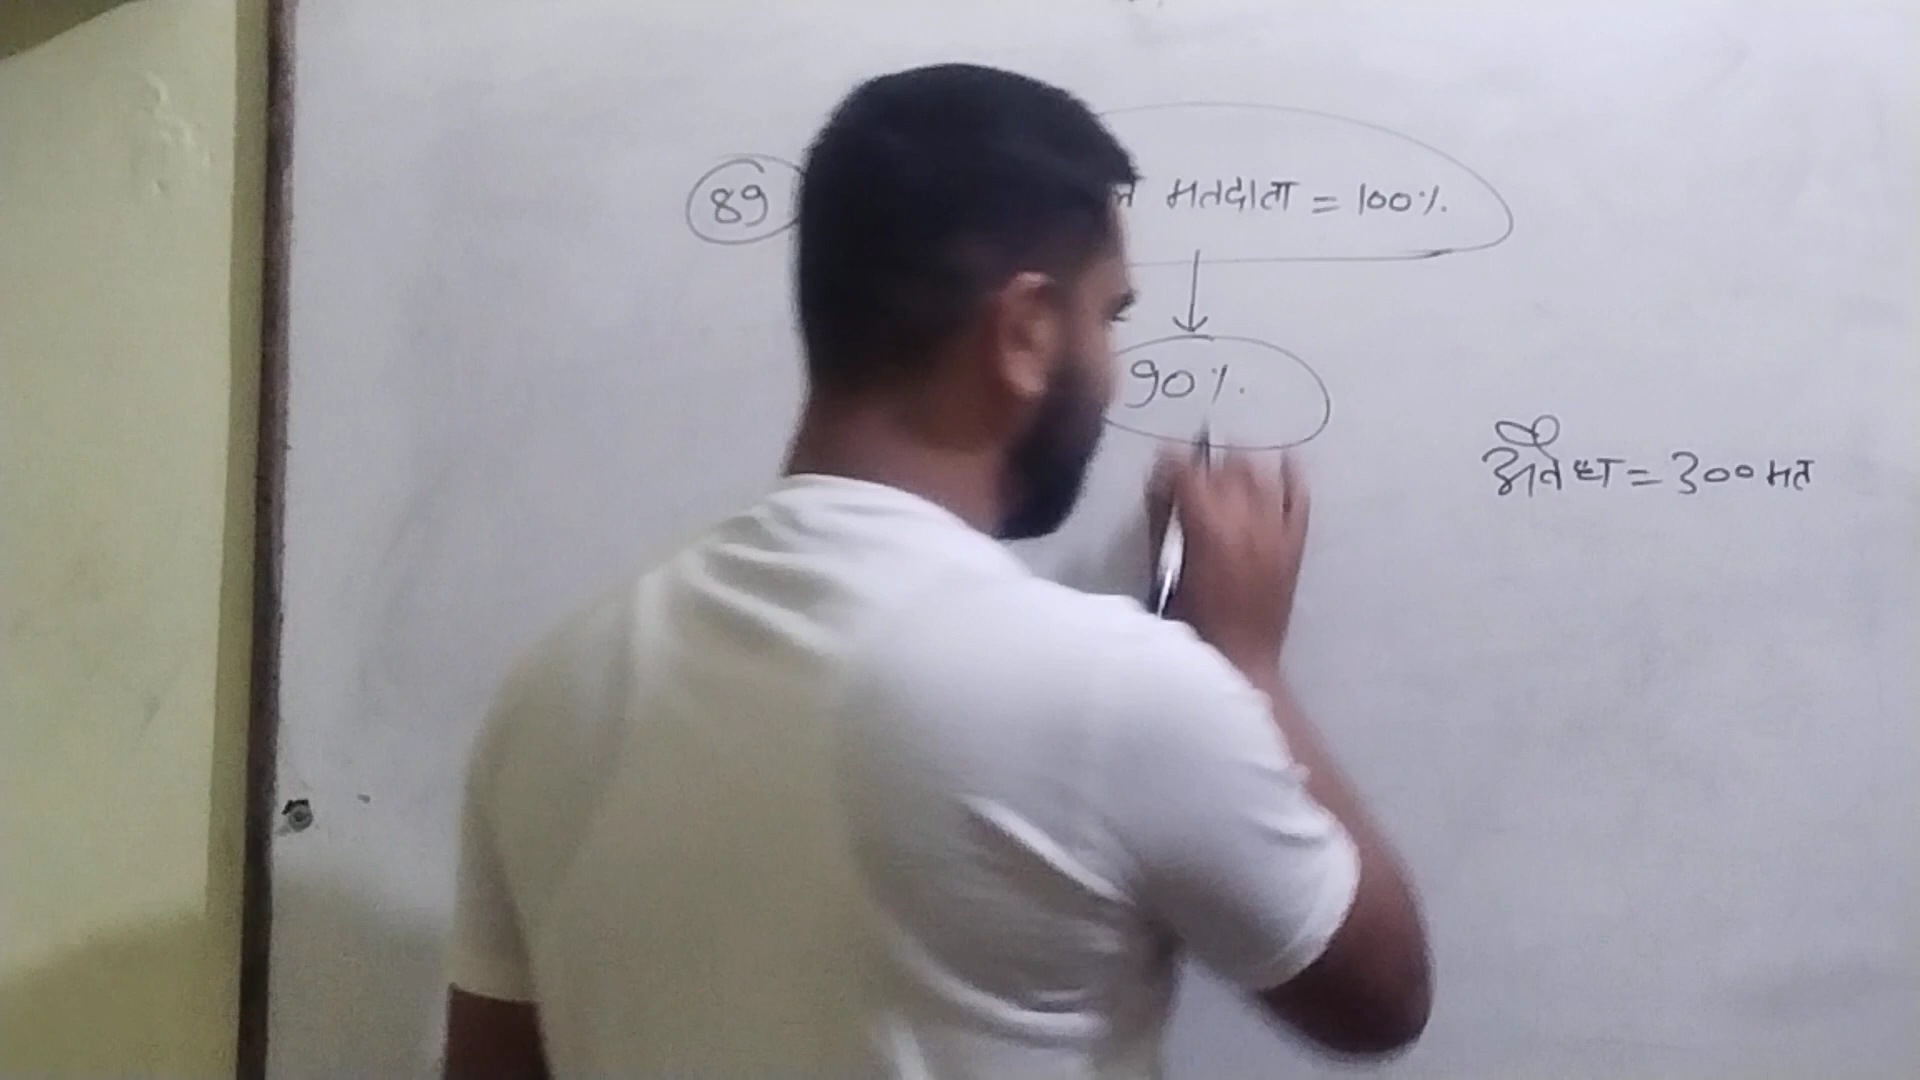 89
मतदाता = 100%.
90%.
अवैध = 300 मत